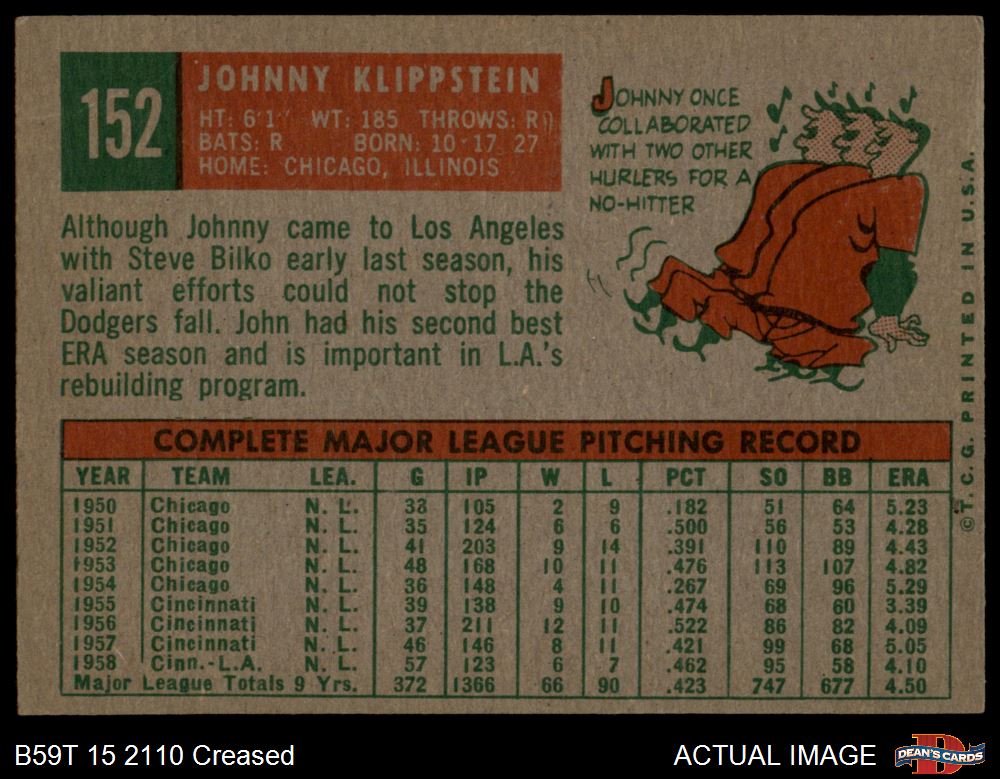 152
JOHNNY KLIPPSTEIN
HT: 6'1" WT: 185 THROWS: R
BATS: R BORN: 10-17 27
HOME: CHICAGO, ILLINOIS
JOHNNY ONCE
COLLABORATED
WITH TWO OTHER
HURLERS FOR A
NO-HITTER
Although Johnny came to Los Angeles
with Steve Bilko early last season, his
valiant efforts could not stop the
Dodgers fall. John had his second best
ERA season and is important in L.A.'s
rebuilding program.
COMPLETE MAJOR LEAGUE PITCHING RECORD
YEAR TEAM LEA. G IP W L PCT SO BB ERA
1950 Chicago N. L. 33 105 2 9 .182 51 64 5.23
1951 Chicago N. L. 35 124 6 6 .500 56 53 4.28
1952 Chicago N. L. 41 203 9 14 .391 110 89 4.43
1953 Chicago N. L. 48 168 10 11 .476 113 107 4.82
1954 Chicago N. L. 36 148 4 11 .267 69 96 5.29
1955 Cincinnati N. L. 39 138 9 10 .474 68 60 3.39
1956 Cincinnati N. L. 37 211 12 11 .522 86 82 4.09
1957 Cincinnati N. L. 46 146 8 11 .421 99 68 5.05
1958 Cinn.-L.A. N. L. 57 123 6 7 .462 95 58 4.10
Major League Totals 9 Yrs. 372 1366 66 90 .423 747 677 4.50
©T.C.G. PRINTED IN U.S.A.
B59T 15 2110 Creased
ACTUAL IMAGE
DEAN'S CARDS